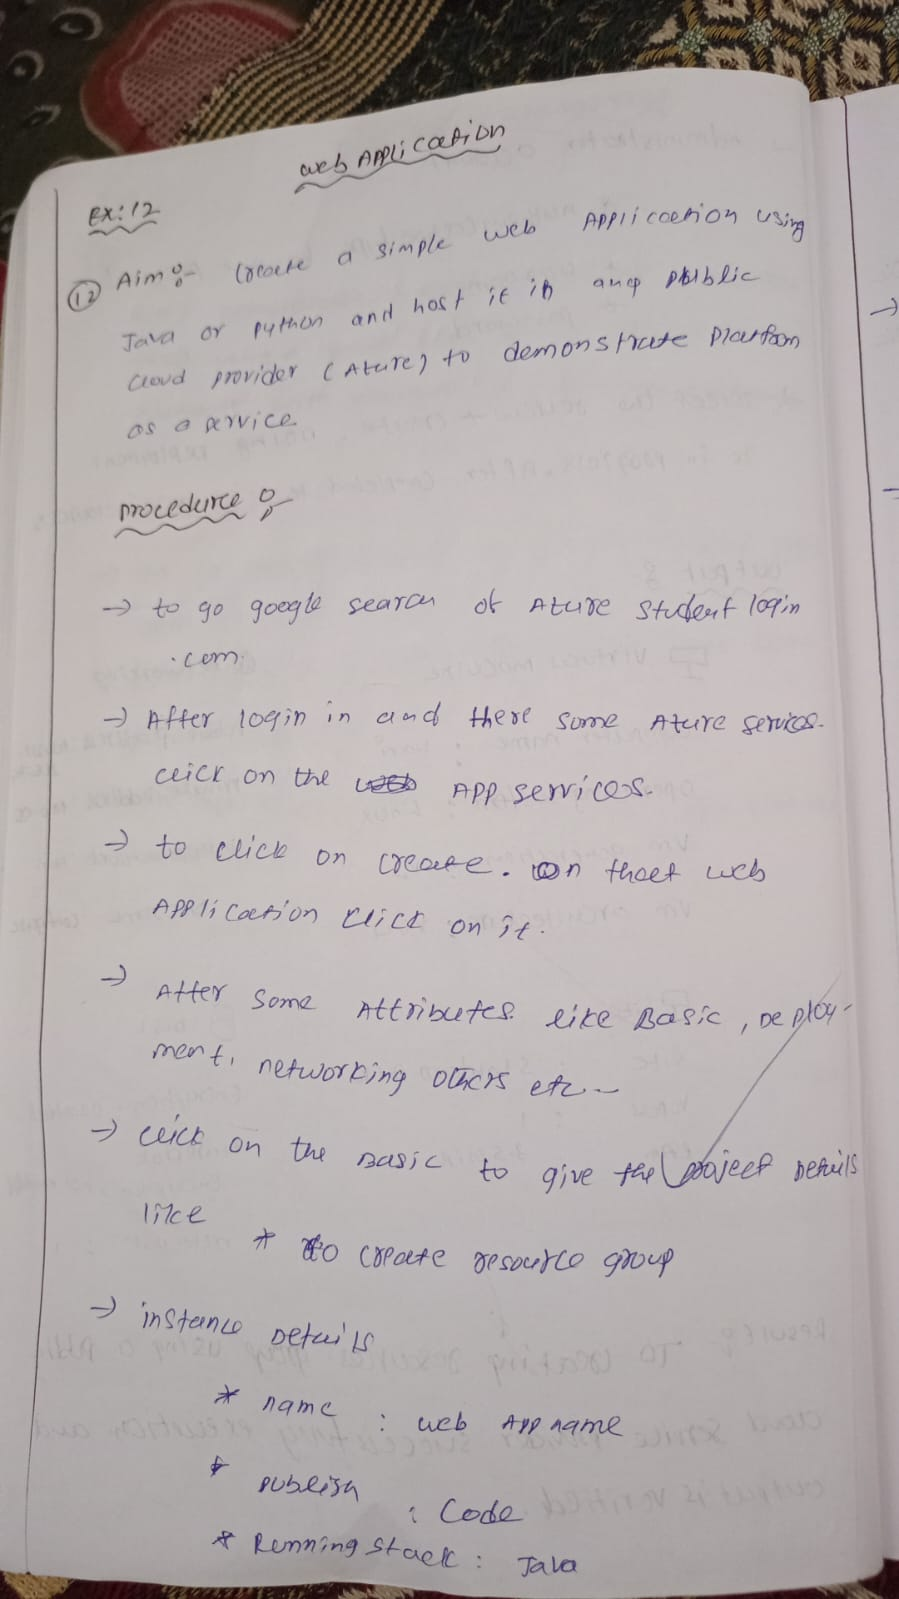 Web Application
Ex:12
(12) Aim :- Create a simple web Application using
Java or python and host it in any public
cloud provider (Azure) to demonstrate Platform
as a service
procedure :-
→ to go google search of Azure student login
.com.
→ After login in and there some Azure services.
click on the App services.
→ to click on create. On that web
Application click on it.
→ After some Attributes like Basic, Deploy-
ment, networking others etc
→ click on the Basic to give the project Details
like
* to create resource group
→ instance Details
* name : web App name
* publish : Code
* Running Stack : Java